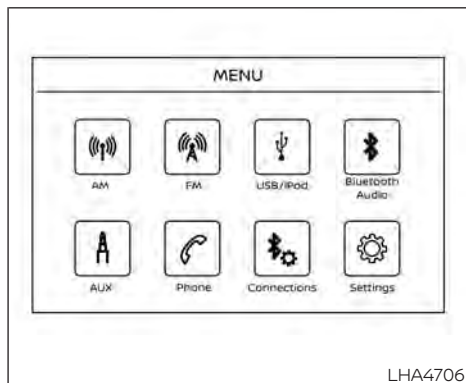 MENU
AM FM USB/iPod Bluetooth Audio
AUX Phone Connections Settings
LHA4706